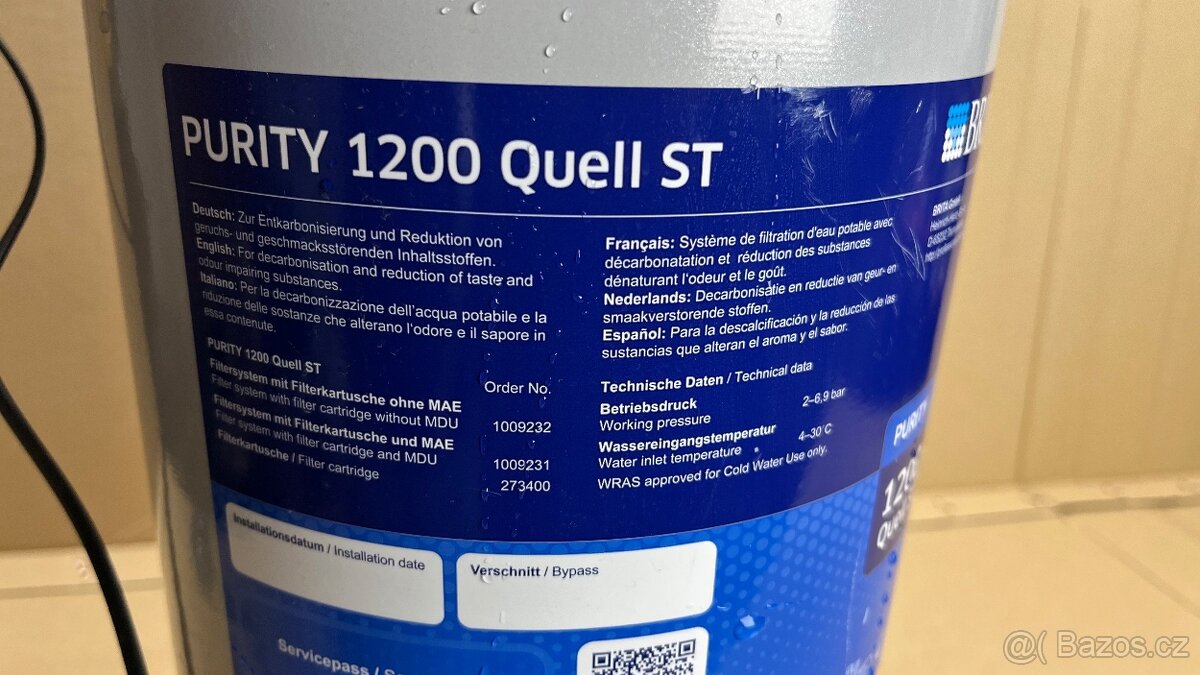 PURITY 1200 Quell ST
Deutsch: Zur Entkarbonisierung und Reduktion von
geruchs- und geschmacksstörenden Inhaltsstoffen.
English: For decarbonisation and reduction of taste and
odour impairing substances.
Italiano: Per la decarbonizzazione dell'acqua potabile e la
riduzione delle sostanze che alterano l'odore e il sapore in
essa contenute.
Français: Système de filtration d'eau potable avec
décarbonatation et réduction des substances
dénaturant l'odeur et le goût.
Nederlands: Decarbonisatie en reductie van geur- en
smaakverstorende stoffen.
Español: Para la descalcificación y la reducción de las
sustancias que alteran el aroma y el sabor.
PURITY 1200 Quell ST
Order No.
Filtersystem mit Filterkartusche ohne MAE
Filter system with filter cartridge without MDU 1009232
Filtersystem mit Filterkartusche und MAE
Filter system with filter cartridge and MDU 1009231
Filterkartusche / Filter cartridge 273400
Technische Daten / Technical data
Betriebsdruck 2–6,9 bar
Working pressure
Wassereingangstemperatur 4–30°C
Water inlet temperature
WRAS approved for Cold Water Use only.
BRITA
PURITY
Installationsdatum / Installation date
Verschnitt / Bypass
Servicepass /
@( Bazos.cz